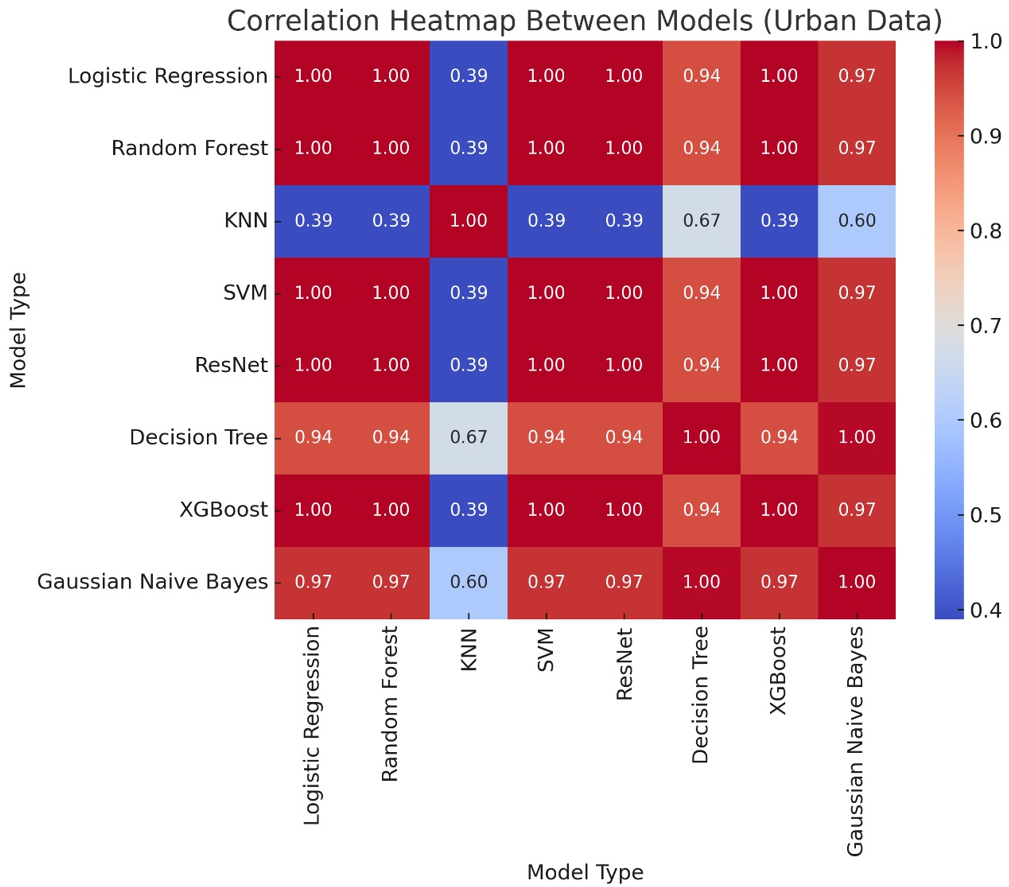 Correlation Heatmap Between Models (Urban Data)
Logistic Regression 1.00 1.00 0.39 1.00 1.00 0.94 1.00 0.97
Random Forest 1.00 1.00 0.39 1.00 1.00 0.94 1.00 0.97
KNN 0.39 0.39 1.00 0.39 0.39 0.67 0.39 0.60
SVM 1.00 1.00 0.39 1.00 1.00 0.94 1.00 0.97
ResNet 1.00 1.00 0.39 1.00 1.00 0.94 1.00 0.97
Decision Tree 0.94 0.94 0.67 0.94 0.94 1.00 0.94 1.00
XGBoost 1.00 1.00 0.39 1.00 1.00 0.94 1.00 0.97
Gaussian Naive Bayes 0.97 0.97 0.60 0.97 0.97 1.00 0.97 1.00
Model Type
Logistic Regression
Random Forest
KNN
SVM
ResNet
Decision Tree
XGBoost
Gaussian Naive Bayes
Model Type
1.0
0.9
0.8
0.7
0.6
0.5
0.4